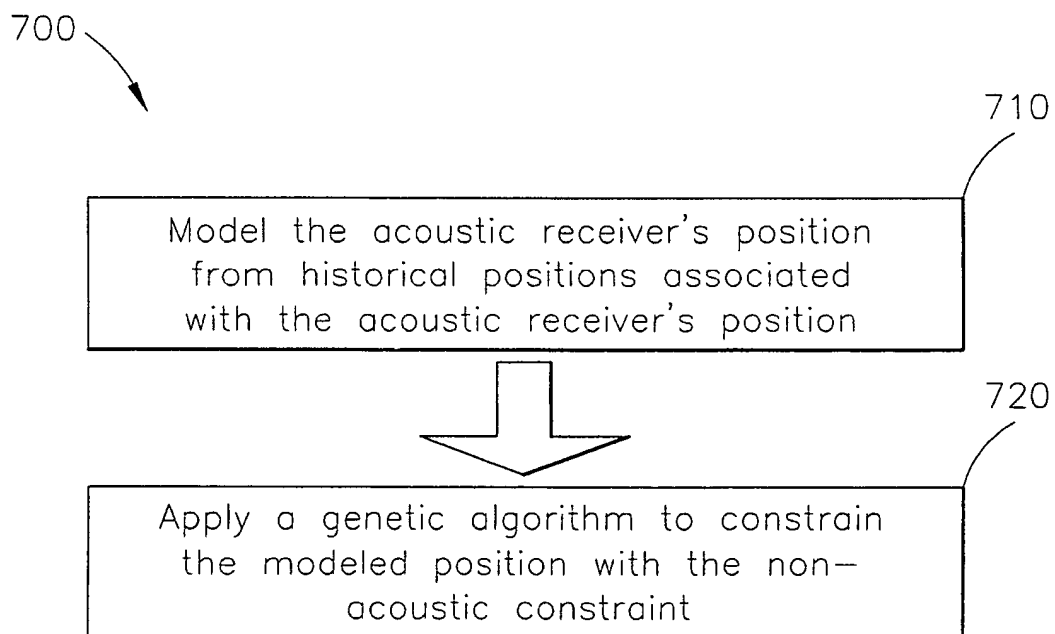 700
710
Model the acoustic receiver's position
from historical positions associated
with the acoustic receiver's position
720
Apply a genetic algorithm to constrain
the modeled position with the non-
acoustic constraint